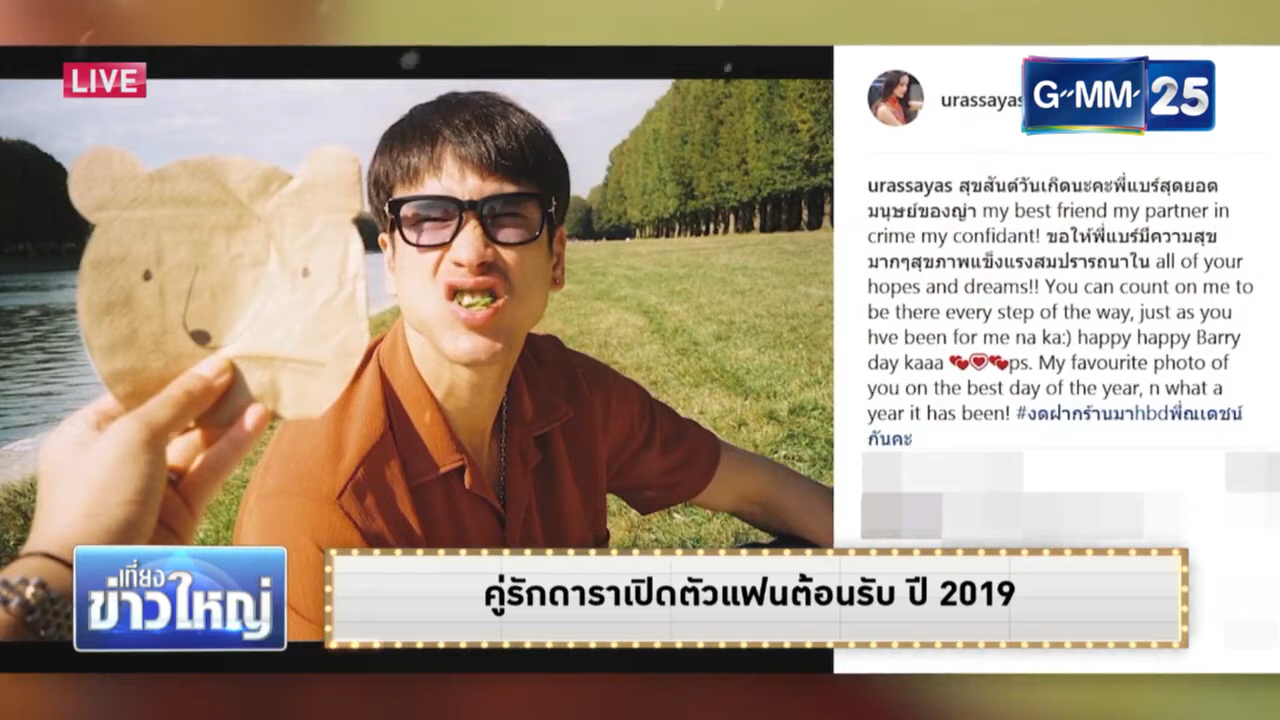 LIVE
G"MM' 25
urassayas
urassayas สุขสันต์วันเกิดนะคะพี่แบร์สุดยอด
มนุษย์ของญ่า my best friend my partner in
crime my confidant! ขอให้พี่แบร์มีความสุข
มากๆสุขภาพแข็งแรงสมปรารถนาใน all of your
hopes and dreams!! You can count on me to
be there every step of the way, just as you
hve been for me na ka:) happy happy Barry
day kaaa 💕💟💕ps. My favourite photo of
you on the best day of the year, n what a
year it has been! #งดฝากร้านมาhbdพี่ณเดชน์
กันคะ
เที่ยง
ข่าวใหญ่
คู่รักดาราเปิดตัวแฟนต้อนรับ ปี 2019